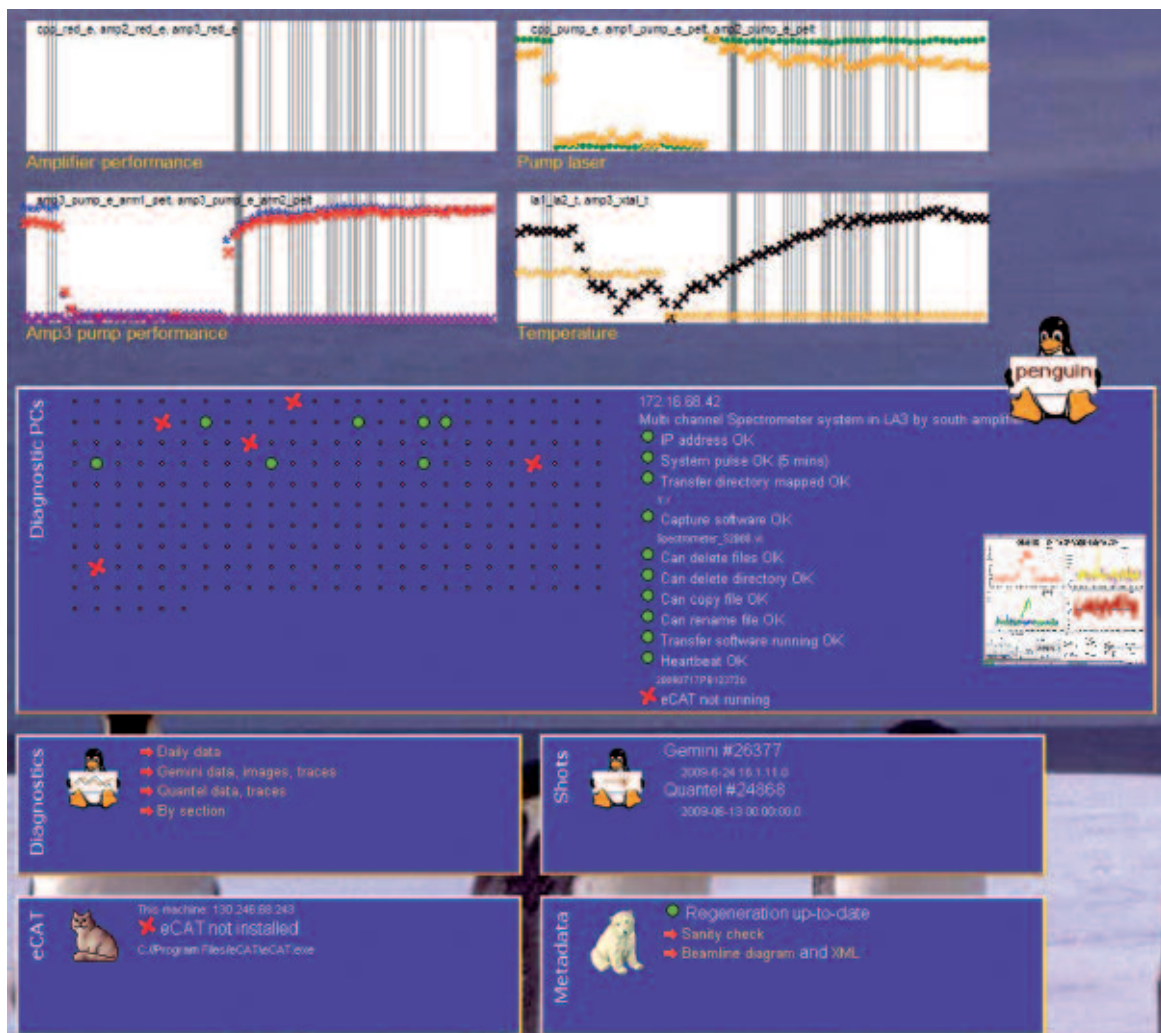 cpp_red_e, amp2_red_e, amp3_red_e
Amplifier performance
cpp_pump_e, amp1_pump_e_pelt, amp2_pump_e_pelt
Pump laser
amp3_pump_e_arm1_pelt, amp3_pump_e_arm2_pelt
Amp3 pump performance
la1_la2_t, amp3_xtal_t
Temperature
penguin
Diagnostic PCs
172.16.68.42
Multi channel Spectrometer system in LA3 by south amplifier
IP address OK
System pulse OK (5 mins)
Transfer directory mapped OK
Capture software OK
Can delete files OK
Can delete directory OK
Can copy file OK
Can rename file OK
Transfer software running OK
Heartbeat OK
eCAT not running
Diagnostics
Daily data
Gemini data, images, traces
Quantel data, traces
By section
Shots
Gemini #26377
2009-6-24 16.1.11.0
Quantel #24868
2009-06-13 00:00:00.0
eCAT
This machine: 130.246.68.243
eCAT not installed
C:/Program Files/eCAT/eCAT.exe
Metadata
Regeneration up-to-date
Sanity check
Beamline diagram and XML